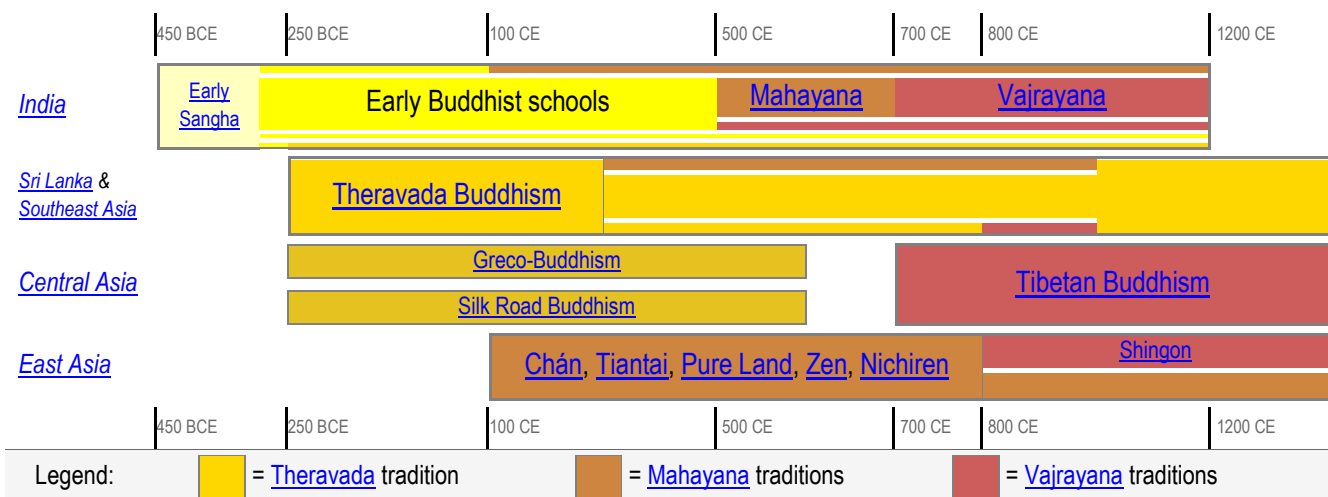 450 BCE 250 BCE 100 CE 500 CE 700 CE 800 CE 1200 CE
India
Early
Sangha
Early Buddhist schools
Mahayana
Vajrayana
Sri Lanka &
Southeast Asia
Theravada Buddhism
Central Asia
Greco-Buddhism
Silk Road Buddhism
Tibetan Buddhism
East Asia
Chán, Tiantai, Pure Land, Zen, Nichiren
Shingon
450 BCE 250 BCE 100 CE 500 CE 700 CE 800 CE 1200 CE
Legend: = Theravada tradition = Mahayana traditions = Vajrayana traditions